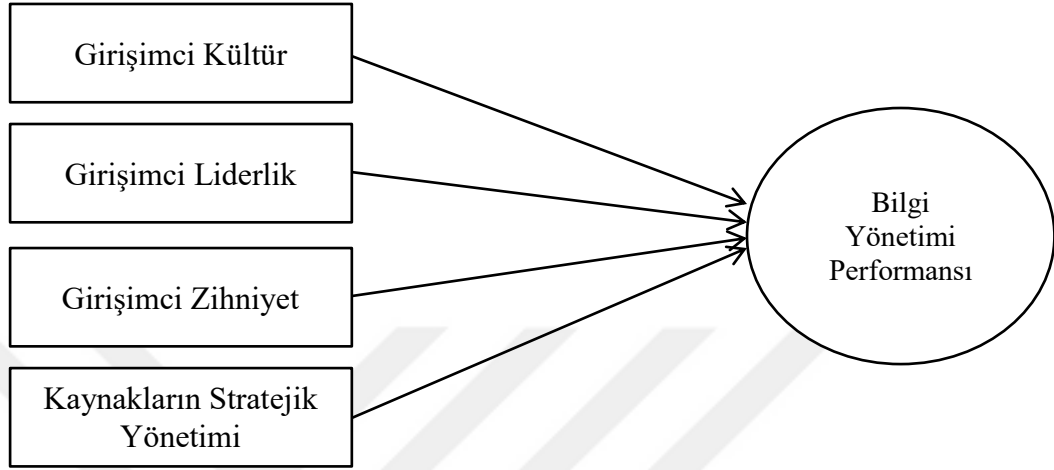 Girişimci Kültür
Girişimci Liderlik
Girişimci Zihniyet
Kaynakların Stratejik
Yönetimi
Bilgi
Yönetimi
Performansı